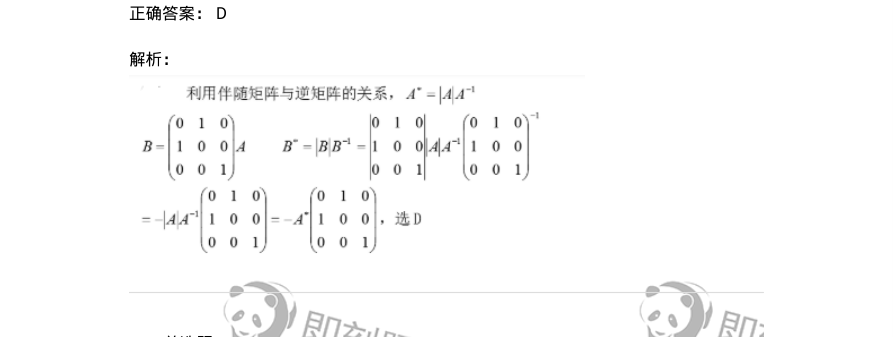 正确答案： D
解析：
利用伴随矩阵与逆矩阵的关系，A* = |A|A⁻¹
B = (0 1 0; 1 0 0; 0 0 1) A  B* = |B|B⁻¹ = |0 1 0; 1 0 0; 0 0 1| |A|A⁻¹ (0 1 0; 1 0 0; 0 0 1)⁻¹
= -|A|A⁻¹ (0 1 0; 1 0 0; 0 0 1) = -A* (0 1 0; 1 0 0; 0 0 1)，选 D
即刻
即